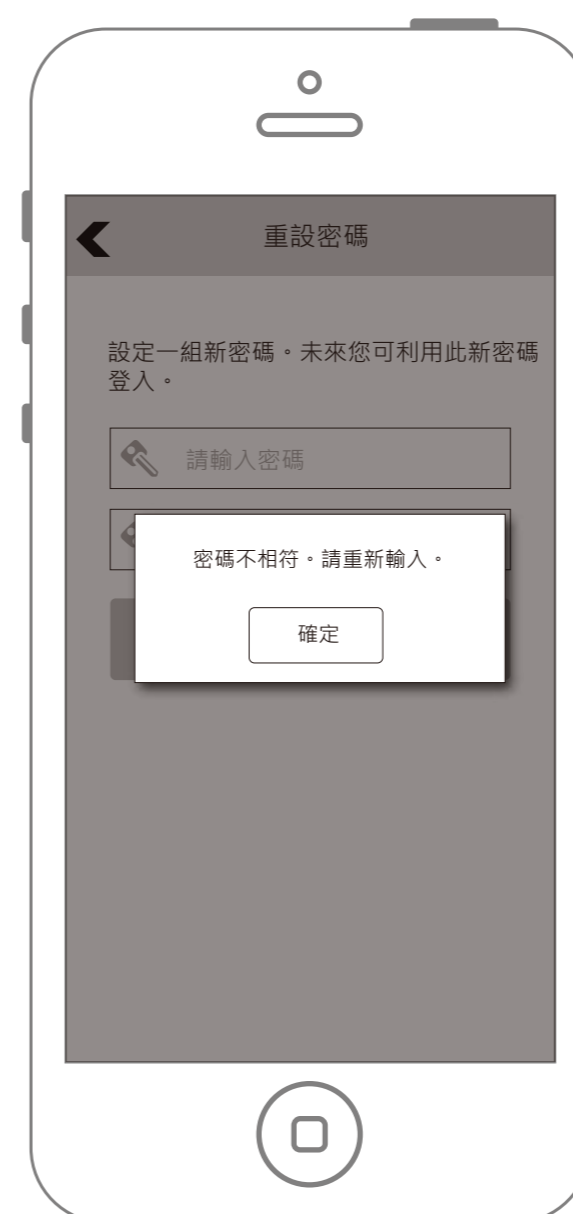 重設密碼
設定一組新密碼。未來您可利用此新密碼
登入。
請輸入密碼
密碼不相符。請重新輸入。
確定